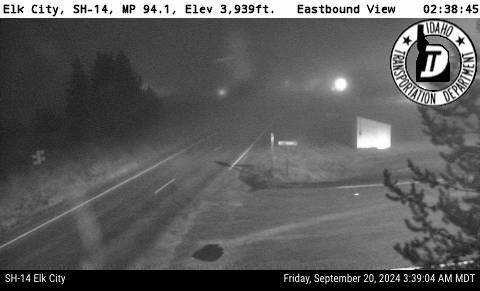 Elk City, SH-14, MP 94.1, Elev 3,939ft. Eastbound View 02:38:45
IDAHO
TRANSPORTATION DEPARTMENT
SH-14 Elk City Friday, September 20, 2024 3:39:04 AM MDT